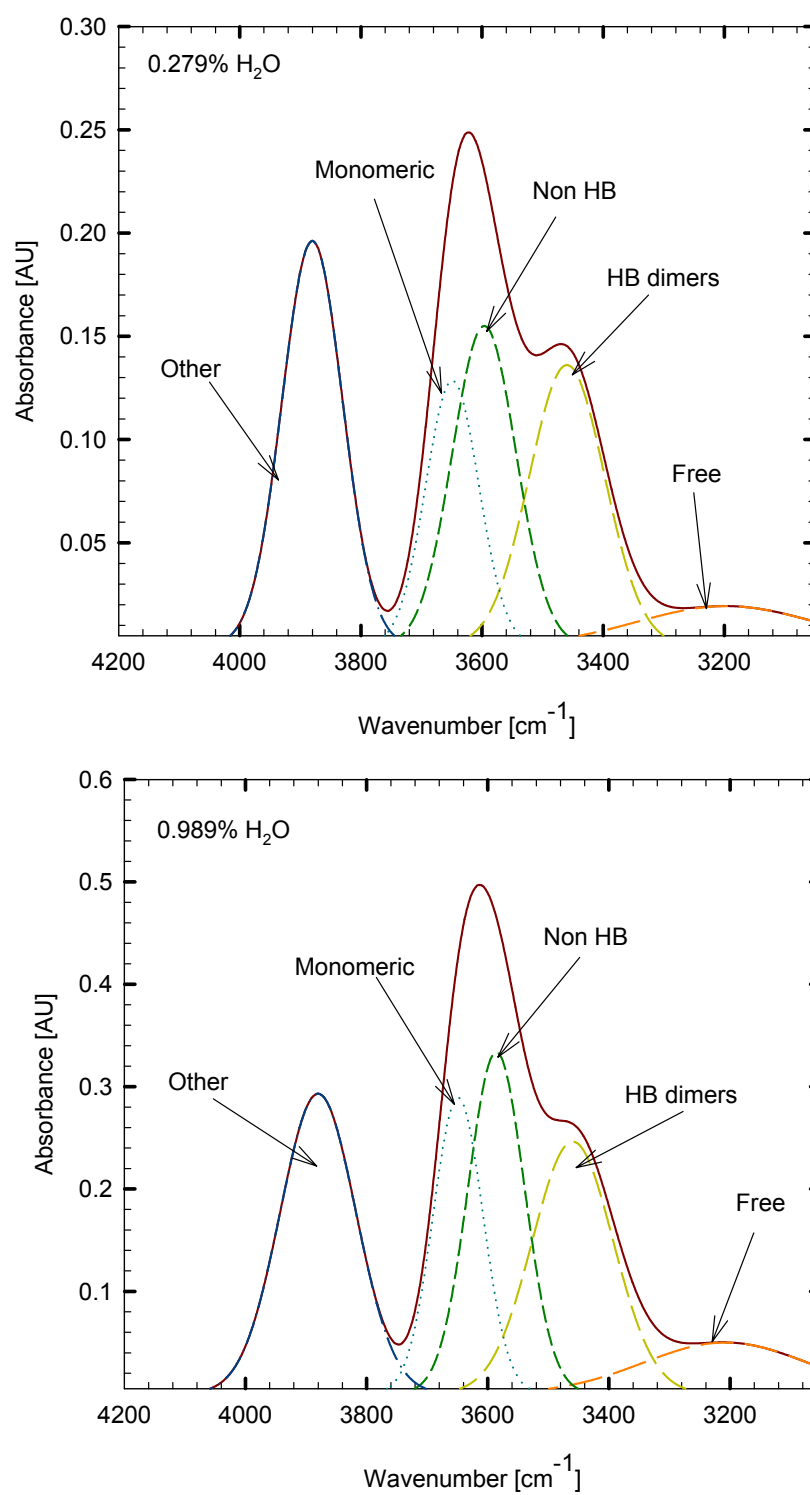 0.30
0.279% H₂O
0.25
Monomeric
Non HB
0.20
HB dimers
Absorbance [AU]
0.15
Other
0.10
Free
0.05
4200 4000 3800 3600 3400 3200
Wavenumber [cm⁻¹]
0.6
0.989% H₂O
0.5
Non HB
Monomeric
0.4
Absorbance [AU]
0.3
Other
HB dimers
0.2
Free
0.1
4200 4000 3800 3600 3400 3200
Wavenumber [cm⁻¹]